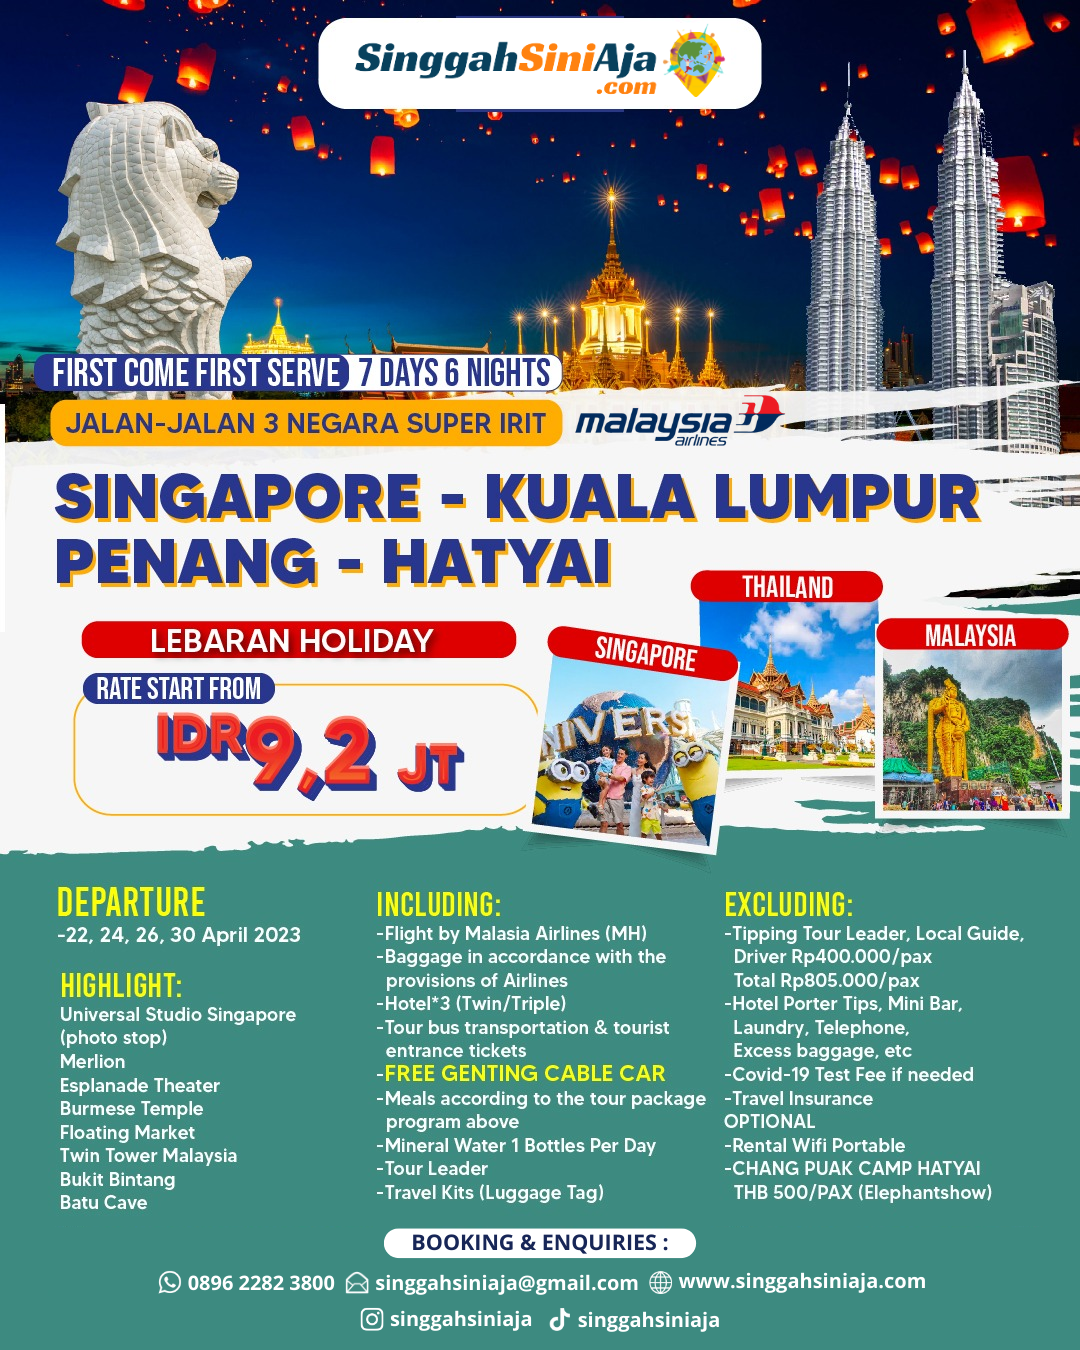 SinggahSiniAja
.com
FIRST COME FIRST SERVE 7 DAYS 6 NIGHTS
JALAN-JALAN 3 NEGARA SUPER IRIT
malaysia
airlines
SINGAPORE - KUALA LUMPUR
PENANG - HATYAI
LEBARAN HOLIDAY
RATE START FROM
IDR9,2 JT
SINGAPORE
THAILAND
MALAYSIA
NIVERS
DEPARTURE
-22, 24, 26, 30 April 2023
HIGHLIGHT:
Universal Studio Singapore
(photo stop)
Merlion
Esplanade Theater
Burmese Temple
Floating Market
Twin Tower Malaysia
Bukit Bintang
Batu Cave
INCLUDING:
-Flight by Malasia Airlines (MH)
-Baggage in accordance with the
provisions of Airlines
-Hotel*3 (Twin/Triple)
-Tour bus transportation & tourist
entrance tickets
-FREE GENTING CABLE CAR
-Meals according to the tour package
program above
-Mineral Water 1 Bottles Per Day
-Tour Leader
-Travel Kits (Luggage Tag)
EXCLUDING:
-Tipping Tour Leader, Local Guide,
Driver Rp400.000/pax
Total Rp805.000/pax
-Hotel Porter Tips, Mini Bar,
Laundry, Telephone,
Excess baggage, etc
-Covid-19 Test Fee if needed
-Travel Insurance
OPTIONAL
-Rental Wifi Portable
-CHANG PUAK CAMP HATYAI
THB 500/PAX (Elephantshow)
BOOKING & ENQUIRIES :
0896 2282 3800 singgahsiniaja@gmail.com www.singgahsiniaja.com
singgahsiniaja singgahsiniaja